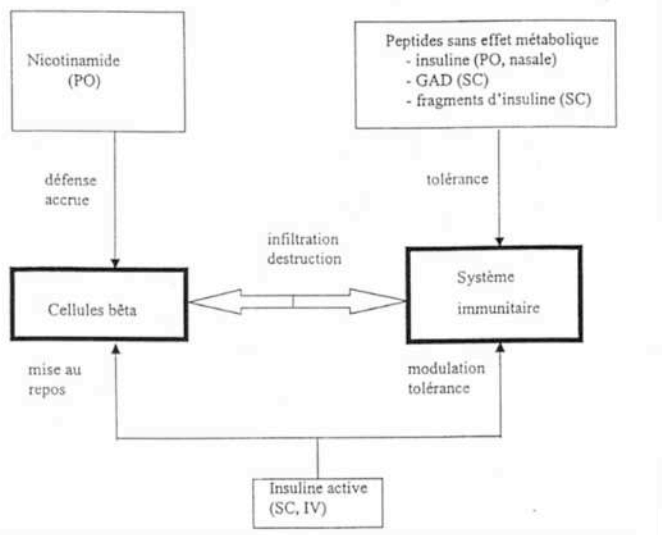 Nicotinamide
(PO)
Peptides sans effet métabolique
- insuline (PO, nasale)
- GAD (SC)
- fragments d'insuline (SC)
défense
accrue
tolérance
infiltration
destruction
Cellules bêta
Système
immunitaire
mise au
repos
modulation
tolérance
Insuline active
(SC, IV)